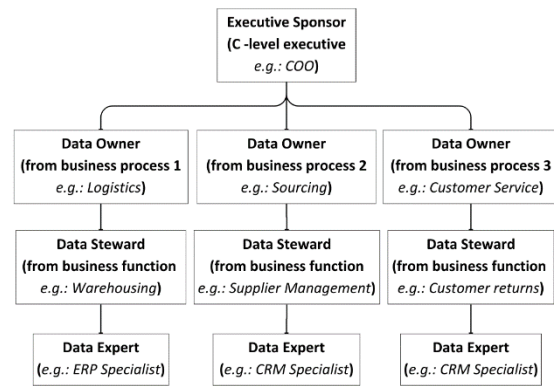 Executive Sponsor
(C -level executive
e.g.: COO)
Data Owner
(from business process 1
e.g.: Logistics)
Data Owner
(from business process 2
e.g.: Sourcing)
Data Owner
(from business process 3
e.g.: Customer Service)
Data Steward
(from business function
e.g.: Warehousing)
Data Steward
(from business function
e.g.: Supplier Management)
Data Steward
(from business function
e.g.: Customer returns)
Data Expert
(e.g.: ERP Specialist)
Data Expert
(e.g.: CRM Specialist)
Data Expert
(e.g.: CRM Specialist)